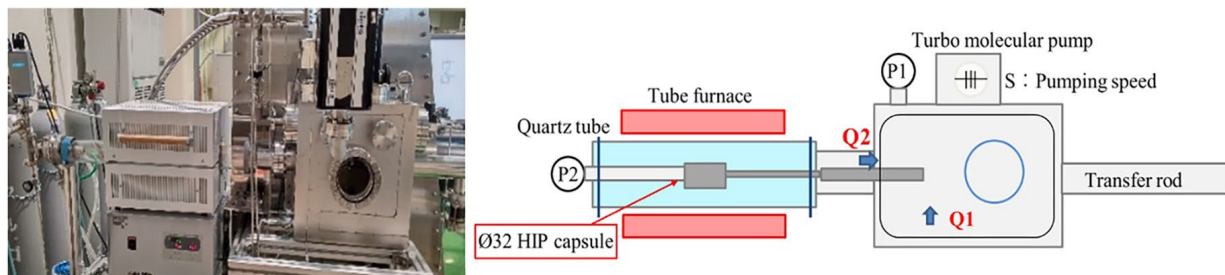 Turbo molecular pump
P1
S : Pumping speed
Tube furnace
Quartz tube
Q2
P2
Transfer rod
Q1
Ø32 HIP capsule